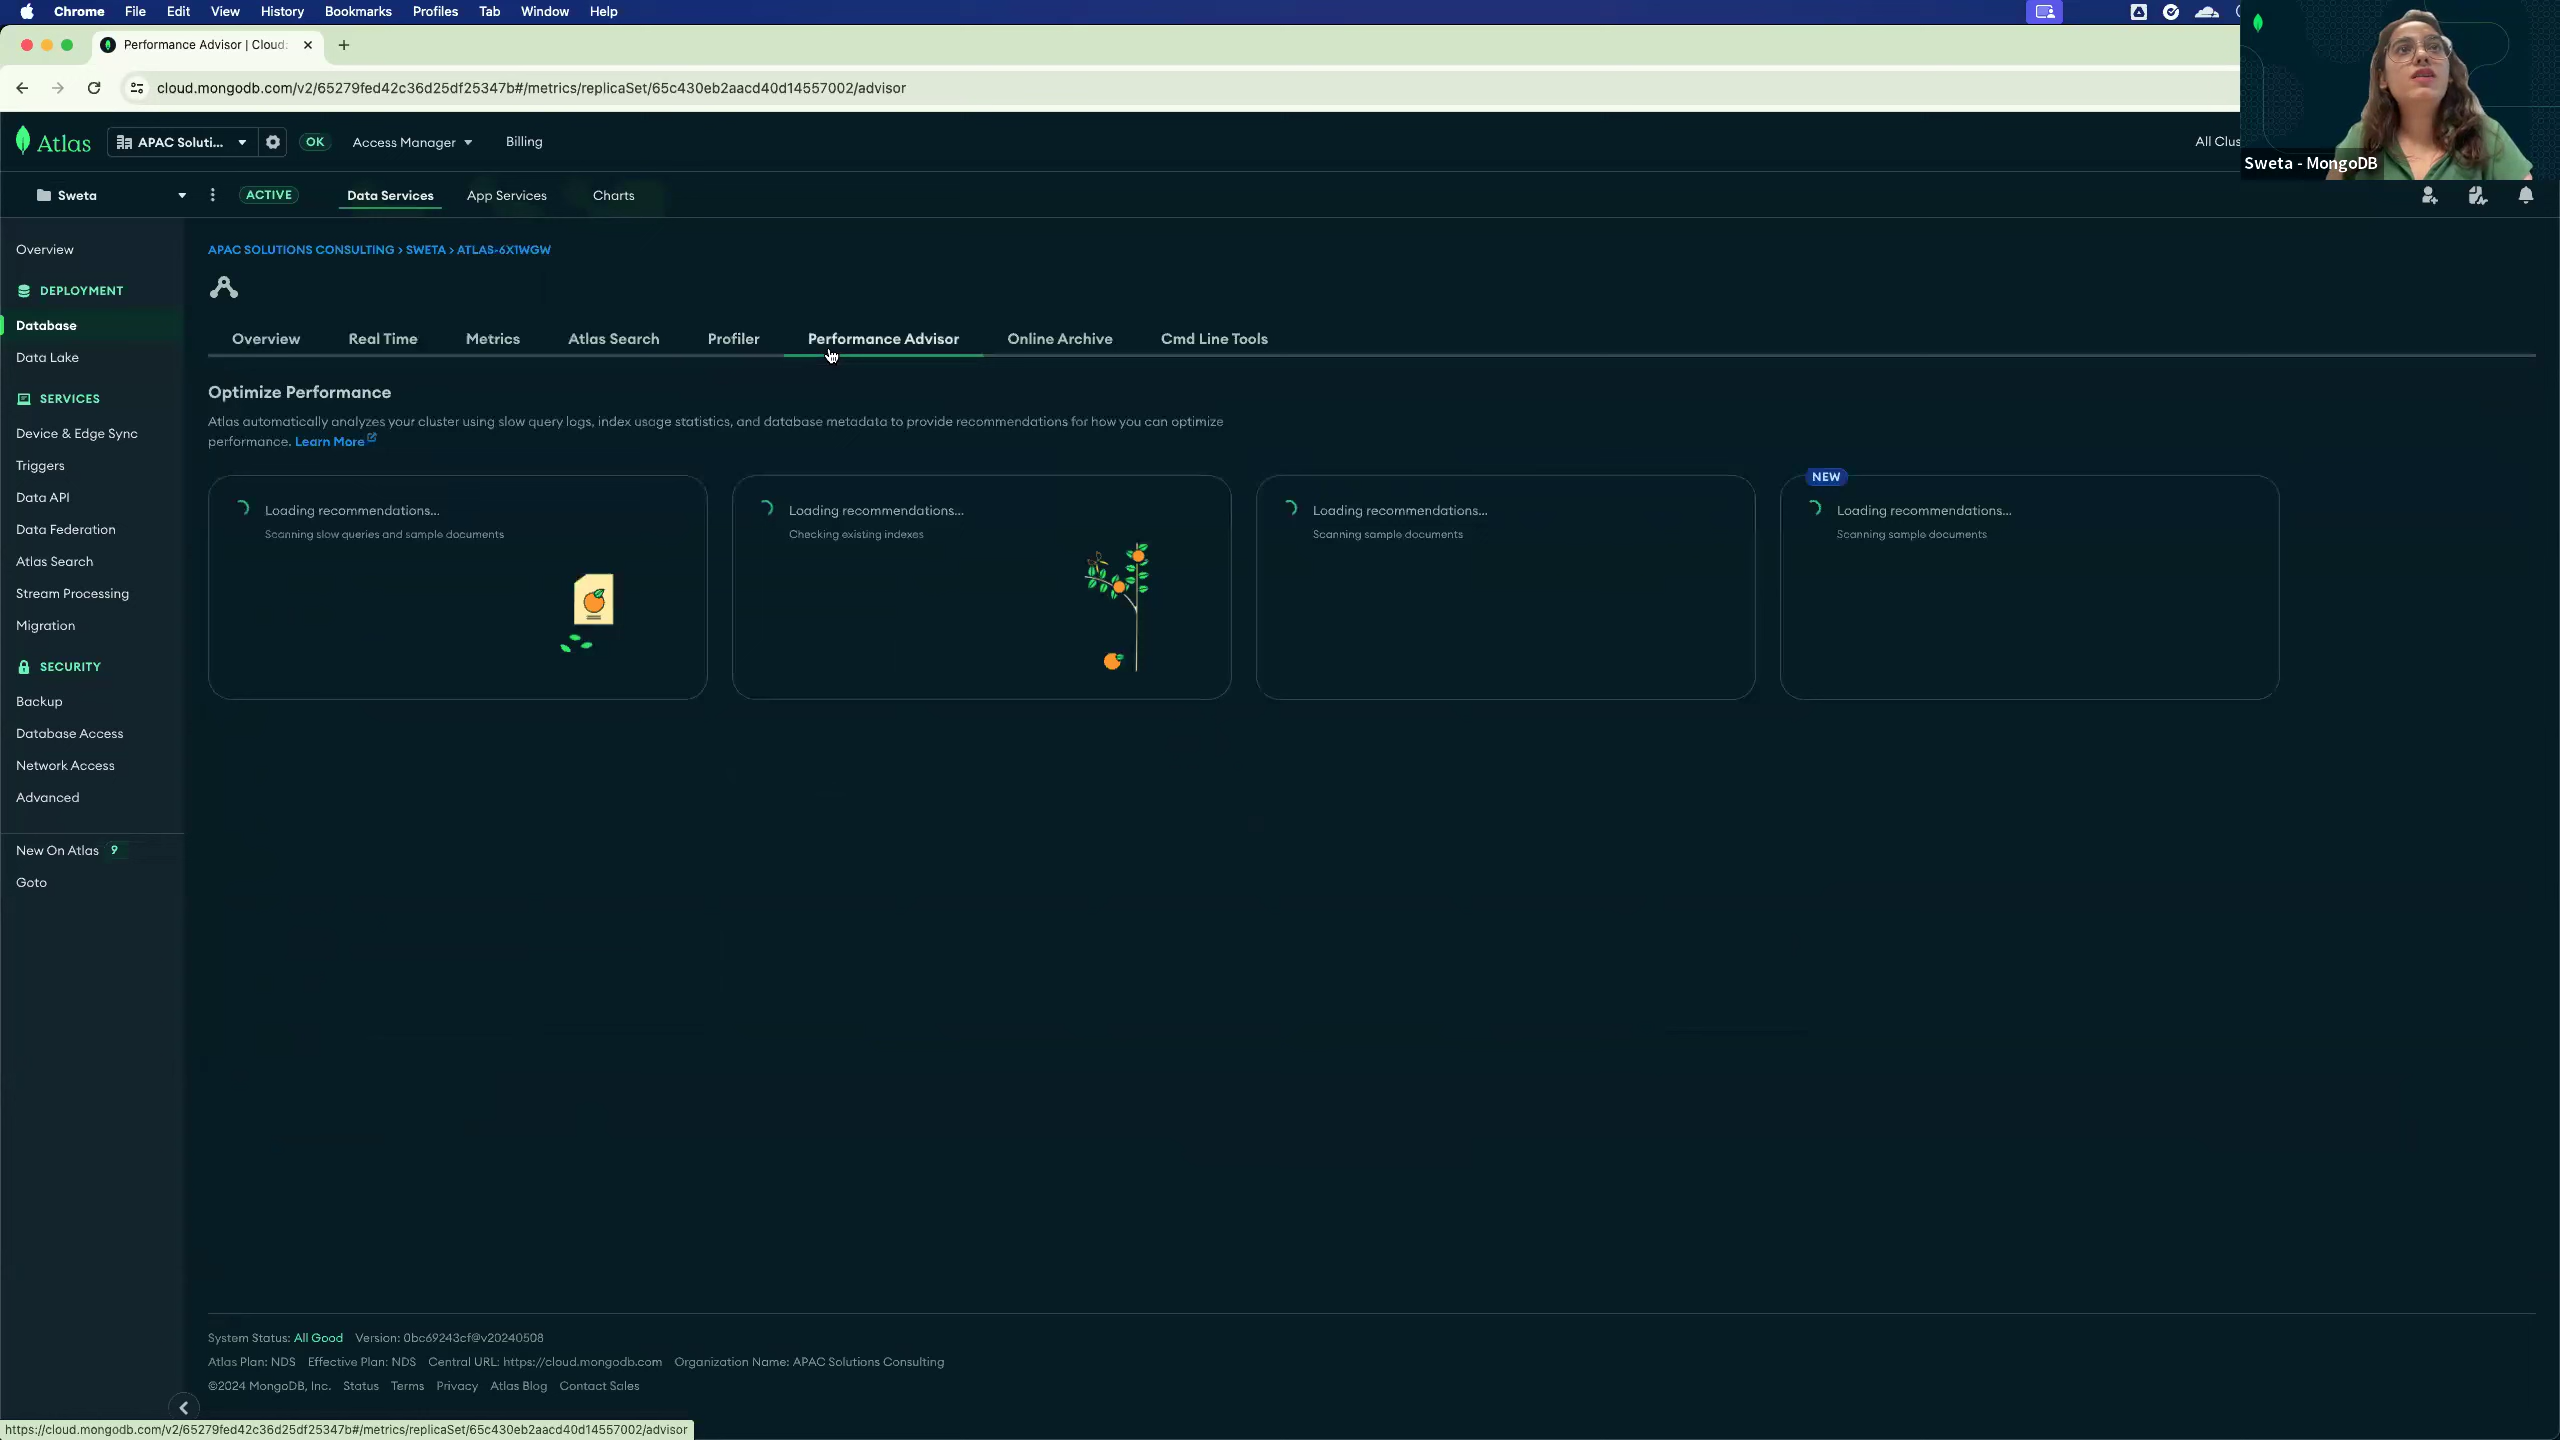 Chrome File Edit View History Bookmarks Profiles Tab Window Help
Performance Advisor | Cloud:
cloud.mongodb.com/v2/65279fed42c36d25df25347b#/metrics/replicaSet/65c430eb2aacd40d14557002/advisor
Sweta - MongoDB
Atlas APAC Soluti... OK Access Manager Billing All Clus
Sweta ACTIVE Data Services App Services Charts
Overview
DEPLOYMENT
Database
Data Lake
SERVICES
Device & Edge Sync
Triggers
Data API
Data Federation
Atlas Search
Stream Processing
Migration
SECURITY
Backup
Database Access
Network Access
Advanced
New On Atlas 9
Goto
APAC SOLUTIONS CONSULTING > SWETA > ATLAS-6X1WGW
Overview Real Time Metrics Atlas Search Profiler Performance Advisor Online Archive Cmd Line Tools
Optimize Performance
Atlas automatically analyzes your cluster using slow query logs, index usage statistics, and database metadata to provide recommendations for how you can optimize
performance. Learn More
Loading recommendations...
Scanning slow queries and sample documents
Loading recommendations...
Checking existing indexes
Loading recommendations...
Scanning sample documents
NEW
Loading recommendations...
Scanning sample documents
System Status: All Good Version: 0bc69243cf@v20240508
Atlas Plan: NDS Effective Plan: NDS Central URL: https://cloud.mongodb.com Organization Name: APAC Solutions Consulting
©2024 MongoDB, Inc. Status Terms Privacy Atlas Blog Contact Sales
https://cloud.mongodb.com/v2/65279fed42c36d25df25347b#/metrics/replicaSet/65c430eb2aacd40d14557002/advisor